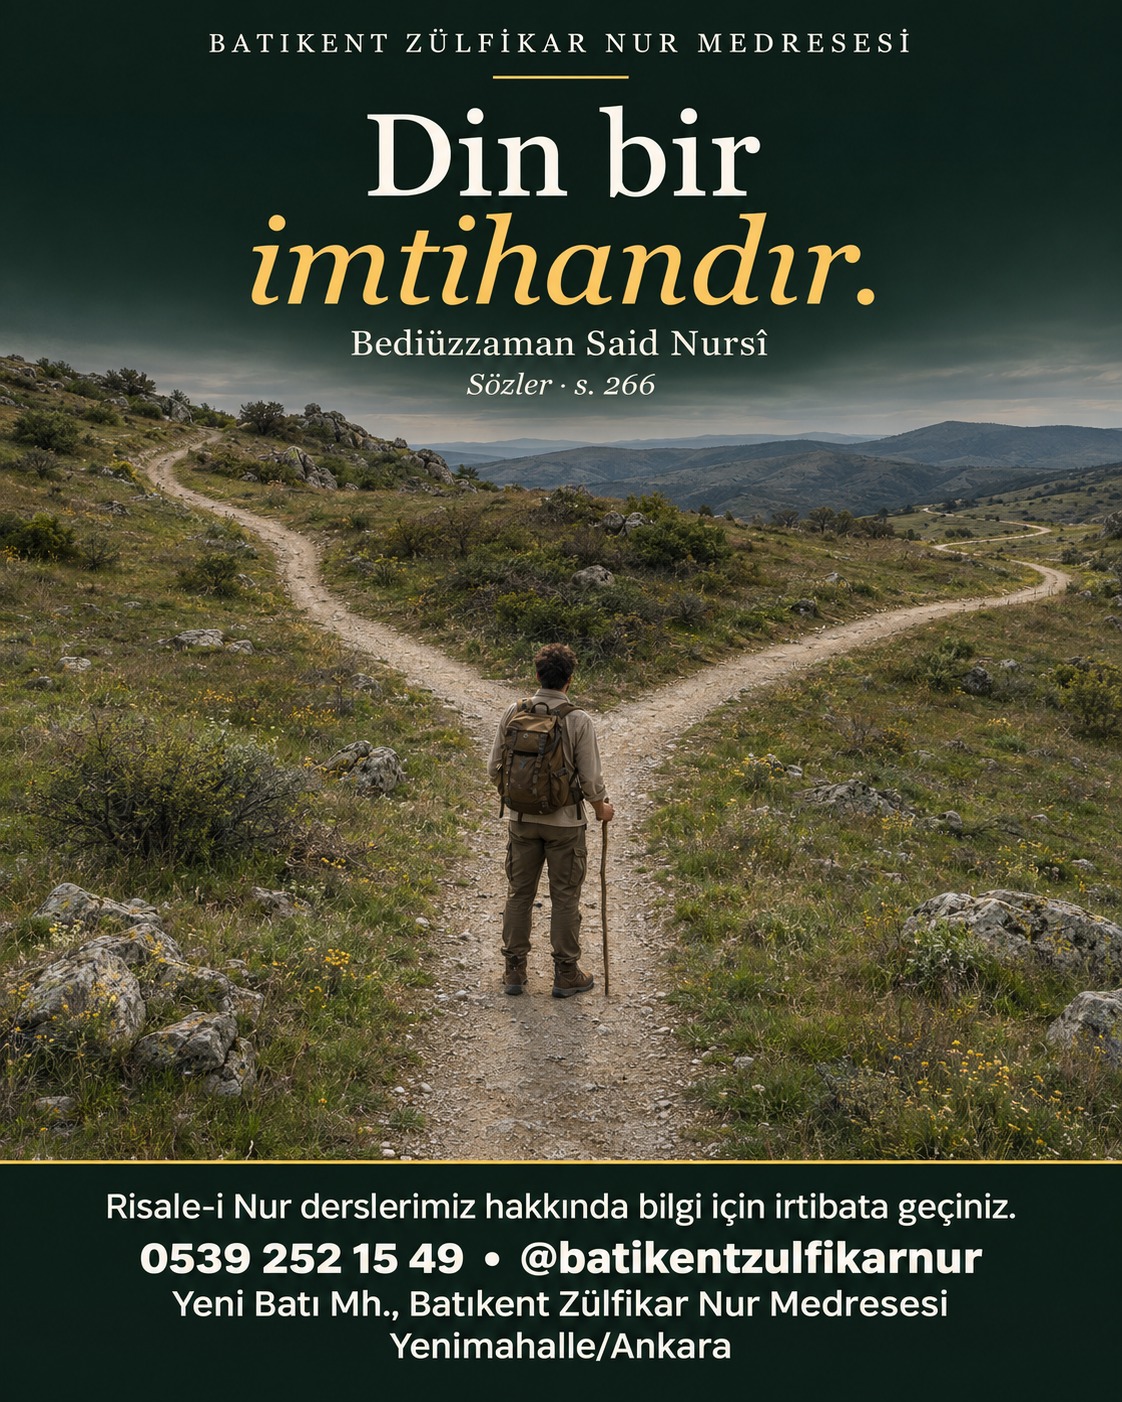 BATIKENT ZÜLFİKAR NUR MEDRESESİ
Din bir
imtihandır.
Bediüzzaman Said Nursî
Sözler · s. 266
Risale-i Nur derslerimiz hakkında bilgi için irtibata geçiniz.
0539 252 15 49 • @batikentzulfikarnur
Yeni Batı Mh., Batıkent Zülfikar Nur Medresesi
Yenimahalle/Ankara